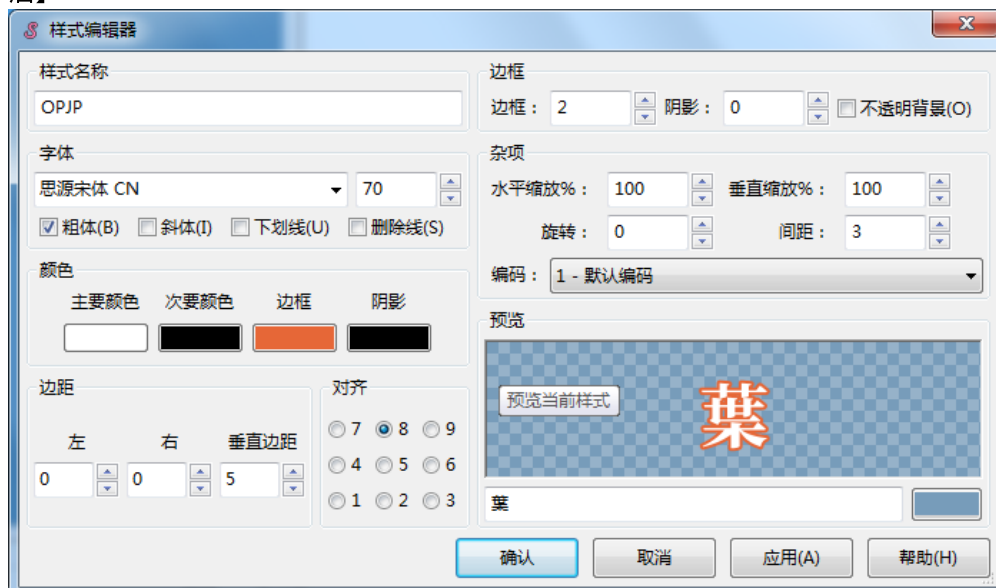 样式编辑器
样式名称
OPJP
字体
思源宋体 CN 70
粗体(B) 斜体(I) 下划线(U) 删除线(S)
颜色
主要颜色 次要颜色 边框 阴影
边距
左 右 垂直边距
0 0 5
对齐
7 8 9
4 5 6
1 2 3
边框
边框： 2 阴影： 0 不透明背景(O)
杂项
水平缩放%： 100 垂直缩放%： 100
旋转： 0 间距： 3
编码： 1 - 默认编码
预览
预览当前样式
葉
葉
确认 取消 应用(A) 帮助(H)